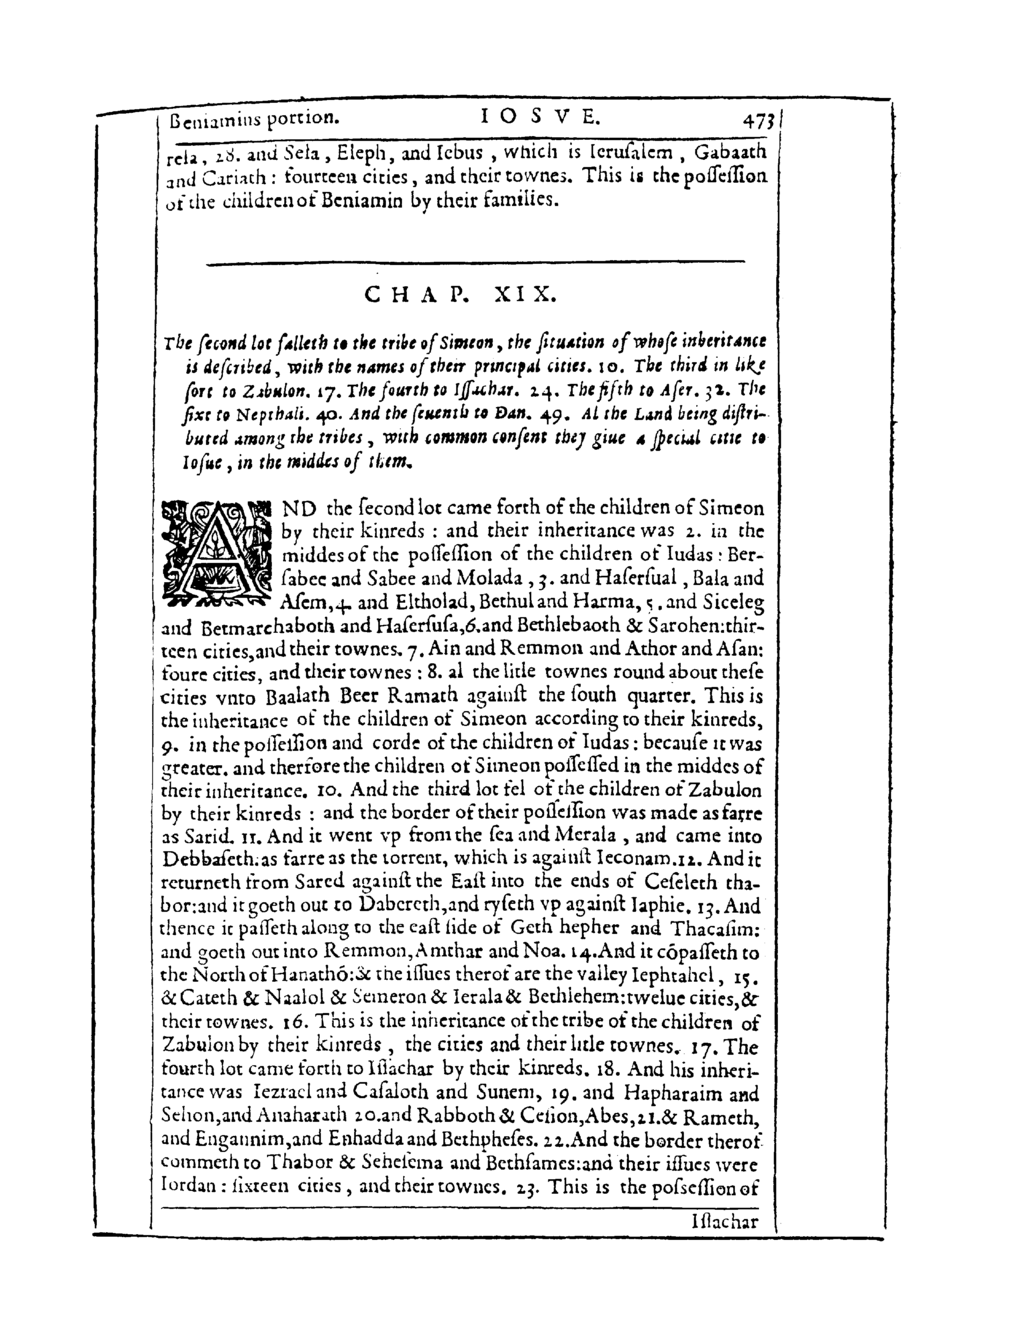 Beniamins portion. IOSVE. 473
rela, 28. and Sela, Eleph, and Iebus, which is Ieruſalem, Gabaath
and Cariath: fourteen cities, and their townes. This is the poſſeſſion
of the children of Beniamin by their families.
CHAP. XIX.
The ſecond lot falleth to the tribe of Simeon, the ſituation of whoſe inheritance
is deſcribed, with the names of their principal cities. 10. The third in like
ſort to Zabulon. 17. The fourth to Iſſachar. 24. The fifth to Aſer. 32. The
ſixt to Nepthali. 40. And the ſeuenth to Dan. 49. Al the Land being diſtri-
buted among the tribes, with common conſent they giue a ſpecial citie to
Ioſue, in the middes of them.
AND the ſecond lot came forth of the children of Simeon
by their kinreds: and their inheritance was 2. in the
middes of the poſſeſſion of the children of Iudas: Ber-
ſabee and Sabee and Molada, 3. and Haſerſual, Bala and
Aſem, 4. and Eltholad, Bethul and Harma, 5. and Siceleg
and Betmarchaboth and Haſerſuſa, 6. and Bethlebaoth & Sarohen: thir-
teen cities, and their townes. 7. Ain and Remmon and Athor and Aſan:
foure cities, and their townes: 8. al the litle townes round about theſe
cities vnto Baalath Beer Ramath againſt the ſouth quarter. This is
the inheritance of the children of Simeon according to their kinreds,
9. in the poſſeſſion and corde of the children of Iudas: becauſe it was
greater. and therfore the children of Simeon poſſeſſed in the middes of
their inheritance. 10. And the third lot fel of the children of Zabulon
by their kinreds: and the border of their poſſeſſion was made as farre
as Sarid. 11. And it went vp from the ſea and Merala, and came into
Debbaſeth: as farre as the torrent, which is againſt Ieconam. 12. And it
returneth from Sared againſt the Eaſt into the ends of Ceſeleth tha-
bor: and it goeth out to Dabereth, and ryſeth vp againſt Iaphie. 13. And
thence it paſſeth along to the eaſt ſide of Geth hepher and Thacaſim:
and goeth out into Remmon, Amthar and Noa. 14. And it cópaſſeth to
the North of Hanathó: & the iſſues therof are the valley Iephtahel, 15.
& Cateth & Naalol & Semeron & Ierala & Bethlehem: twelue cities, &
their townes. 16. This is the inheritance of the tribe of the children of
Zabulon by their kinreds, the cities and their litle townes. 17. The
fourth lot came forth to Iſſachar by their kinreds. 18. And his inheri-
tance was Iezrael and Caſaloth and Sunem, 19. and Hapharaim and
Sehon, and Anaharath 20. and Rabboth & Ceſion, Abes, 21. & Rameth,
and Engannim, and Enhadda and Bethpheſes. 22. And the border therof
commeth to Thabor & Seheſema and Bethſames: and their iſſues were
Iordan: ſixteen cities, and their townes. 23. This is the poſseſſion of
Iſſachar